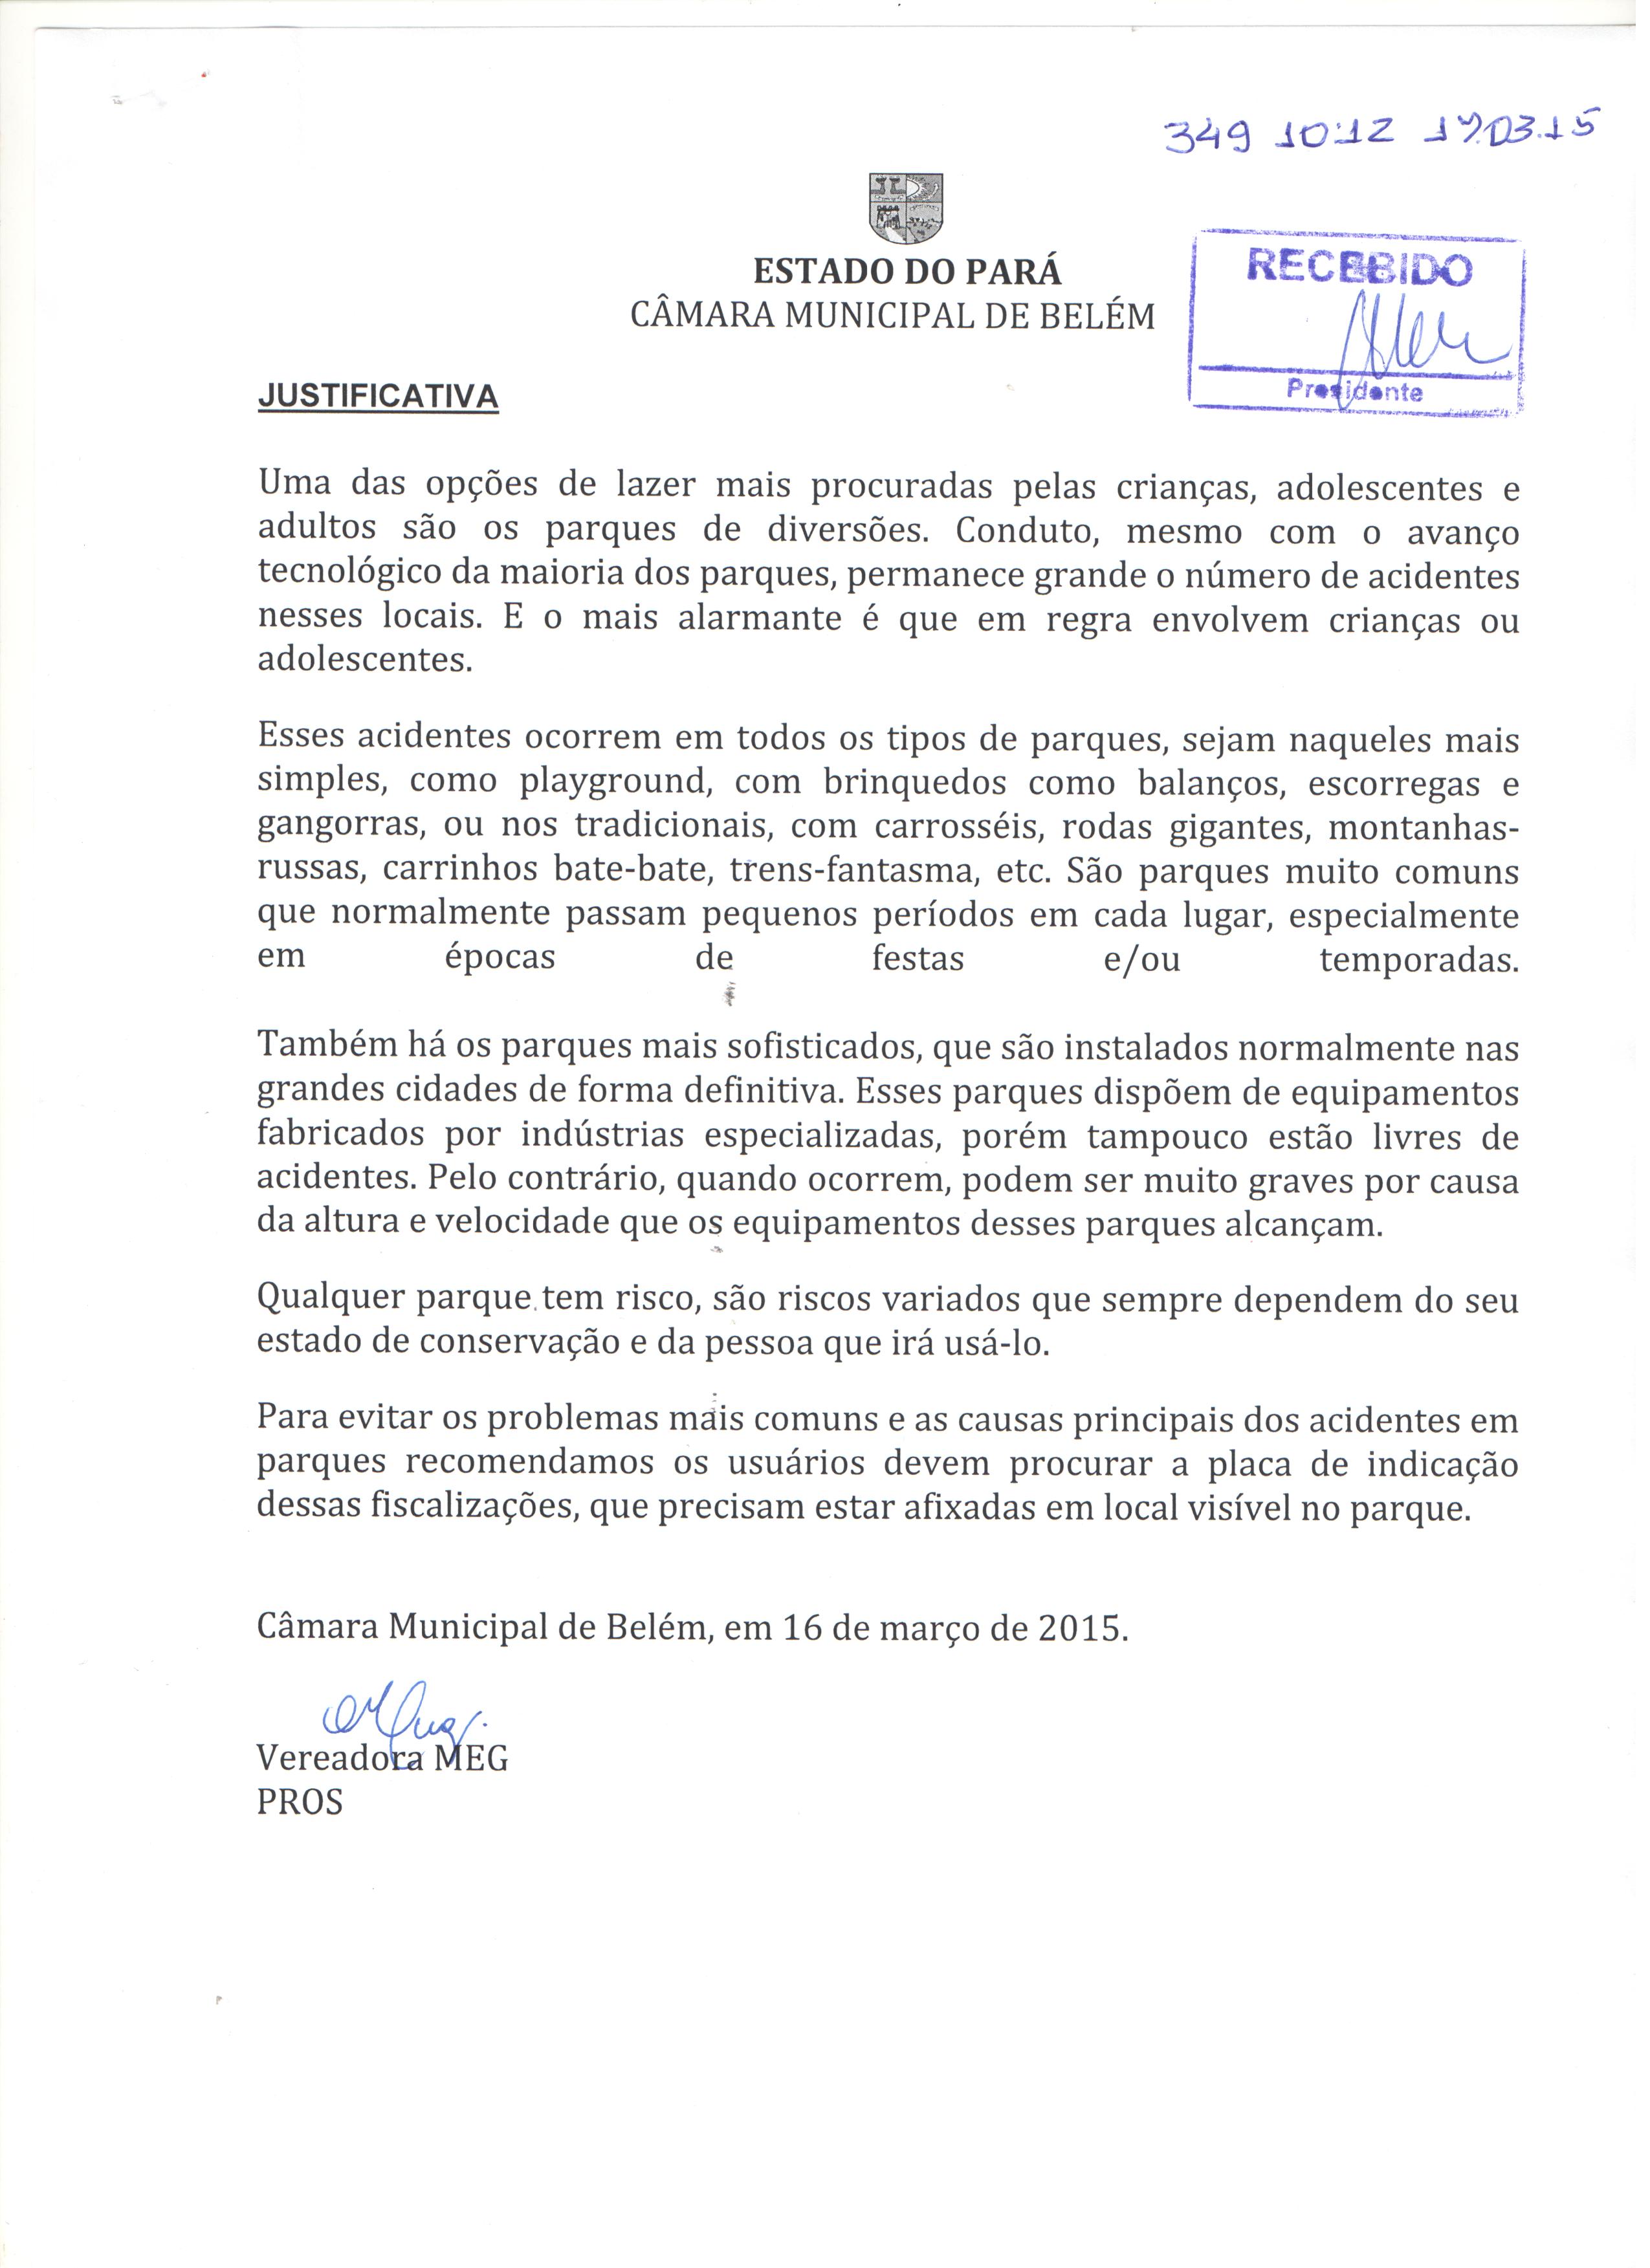 349 10:12 17.03.15
ESTADO DO PARÁ
CÂMARA MUNICIPAL DE BELÉM
RECEBIDO
Presidente
JUSTIFICATIVA
Uma das opções de lazer mais procuradas pelas crianças, adolescentes e
adultos são os parques de diversões. Conduto, mesmo com o avanço
tecnológico da maioria dos parques, permanece grande o número de acidentes
nesses locais. E o mais alarmante é que em regra envolvem crianças ou
adolescentes.
Esses acidentes ocorrem em todos os tipos de parques, sejam naqueles mais
simples, como playground, com brinquedos como balanços, escorregas e
gangorras, ou nos tradicionais, com carrosséis, rodas gigantes, montanhas-
russas, carrinhos bate-bate, trens-fantasma, etc. São parques muito comuns
que normalmente passam pequenos períodos em cada lugar, especialmente
em épocas de festas e/ou temporadas.
Também há os parques mais sofisticados, que são instalados normalmente nas
grandes cidades de forma definitiva. Esses parques dispõem de equipamentos
fabricados por indústrias especializadas, porém tampouco estão livres de
acidentes. Pelo contrário, quando ocorrem, podem ser muito graves por causa
da altura e velocidade que os equipamentos desses parques alcançam.
Qualquer parque tem risco, são riscos variados que sempre dependem do seu
estado de conservação e da pessoa que irá usá-lo.
Para evitar os problemas mais comuns e as causas principais dos acidentes em
parques recomendamos os usuários devem procurar a placa de indicação
dessas fiscalizações, que precisam estar afixadas em local visível no parque.
Câmara Municipal de Belém, em 16 de março de 2015.
Vereadora MEG
PROS